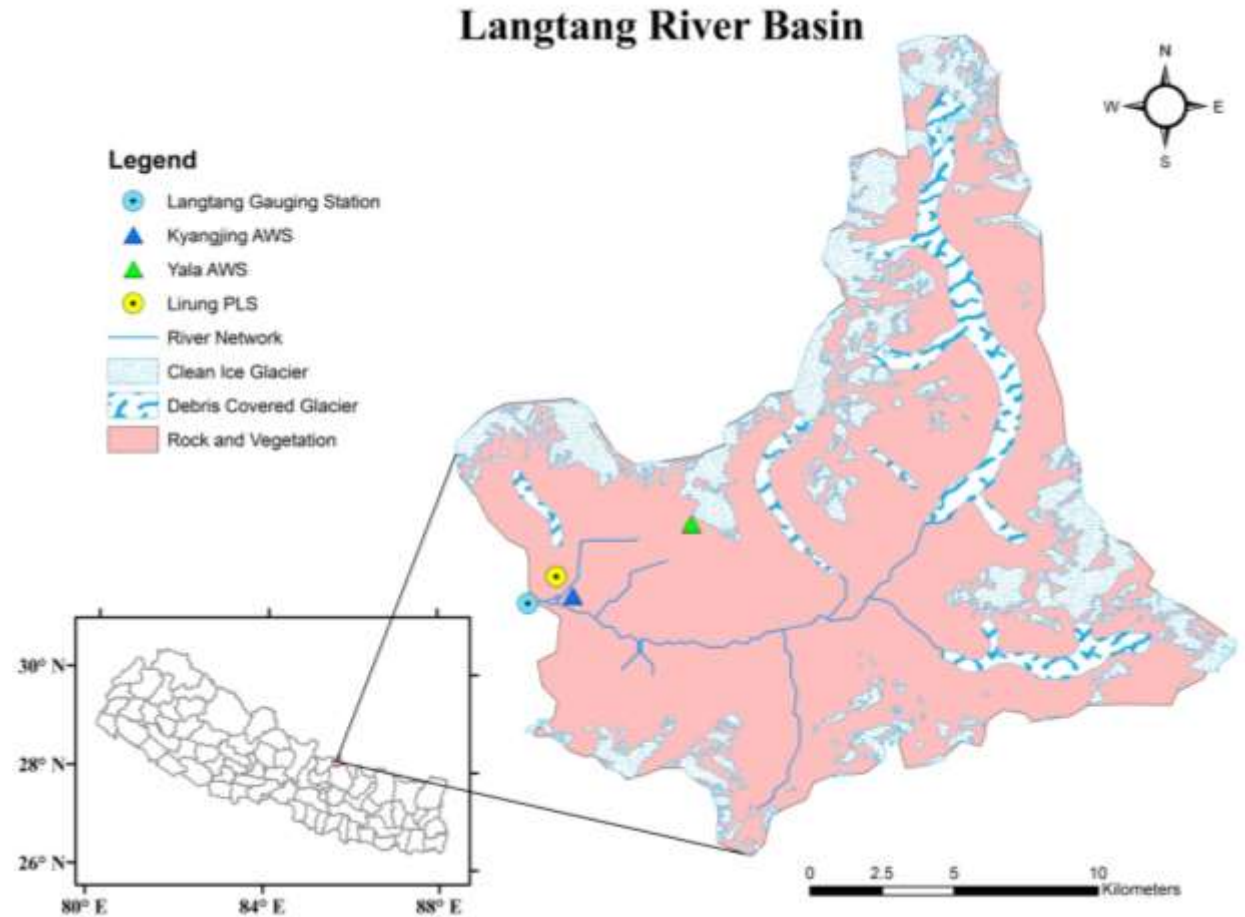 Langtang River Basin
N
W
E
S
Legend
Langtang Gauging Station
Kyangjing AWS
Yala AWS
Lirung PLS
River Network
Clean Ice Glacier
Debris Covered Glacier
Rock and Vegetation
30° N
28° N
26° N
80° E
84° E
88° E
0
2.5
5
10
Kilometers